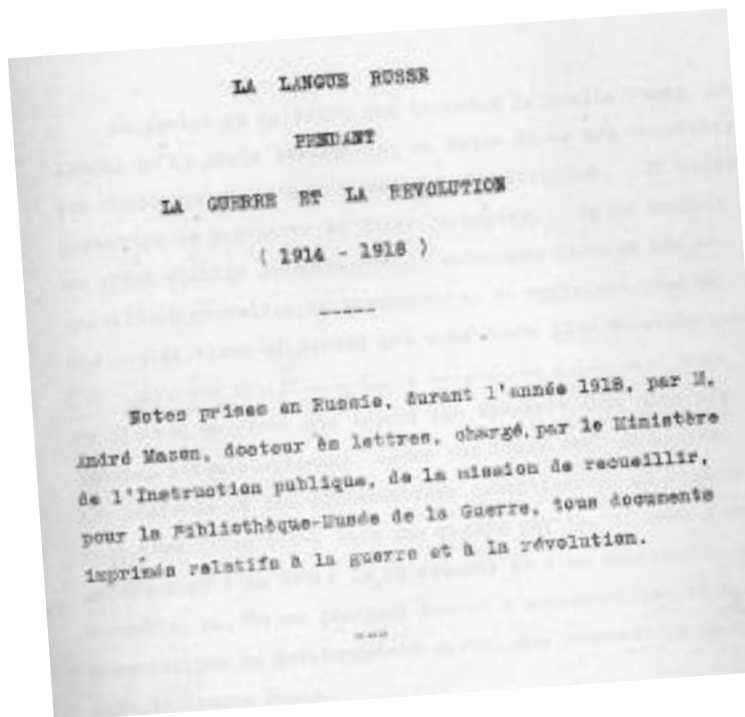 LA LANGUE RUSSE
PENDANT
LA GUERRE ET LA REVOLUTION
( 1914 - 1918 )
-----
Notes prises en Russie, durant l'année 1918, par M.
André Mazon, docteur ès lettres, chargé, par le Ministère
de l'Instruction publique, de la mission de recueillir,
pour la Bibliothèque-Musée de la Guerre, tous documents
imprimés relatifs à la guerre et à la révolution.
---